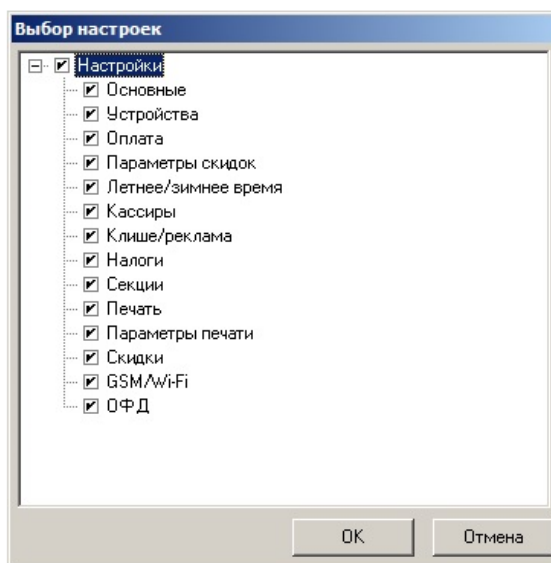 Выбор настроек
Настройки
Основные
Устройства
Оплата
Параметры скидок
Летнее/зимнее время
Кассиры
Клише/реклама
Налоги
Секции
Печать
Параметры печати
Скидки
GSM/Wi-Fi
ОФД
OK Отмена